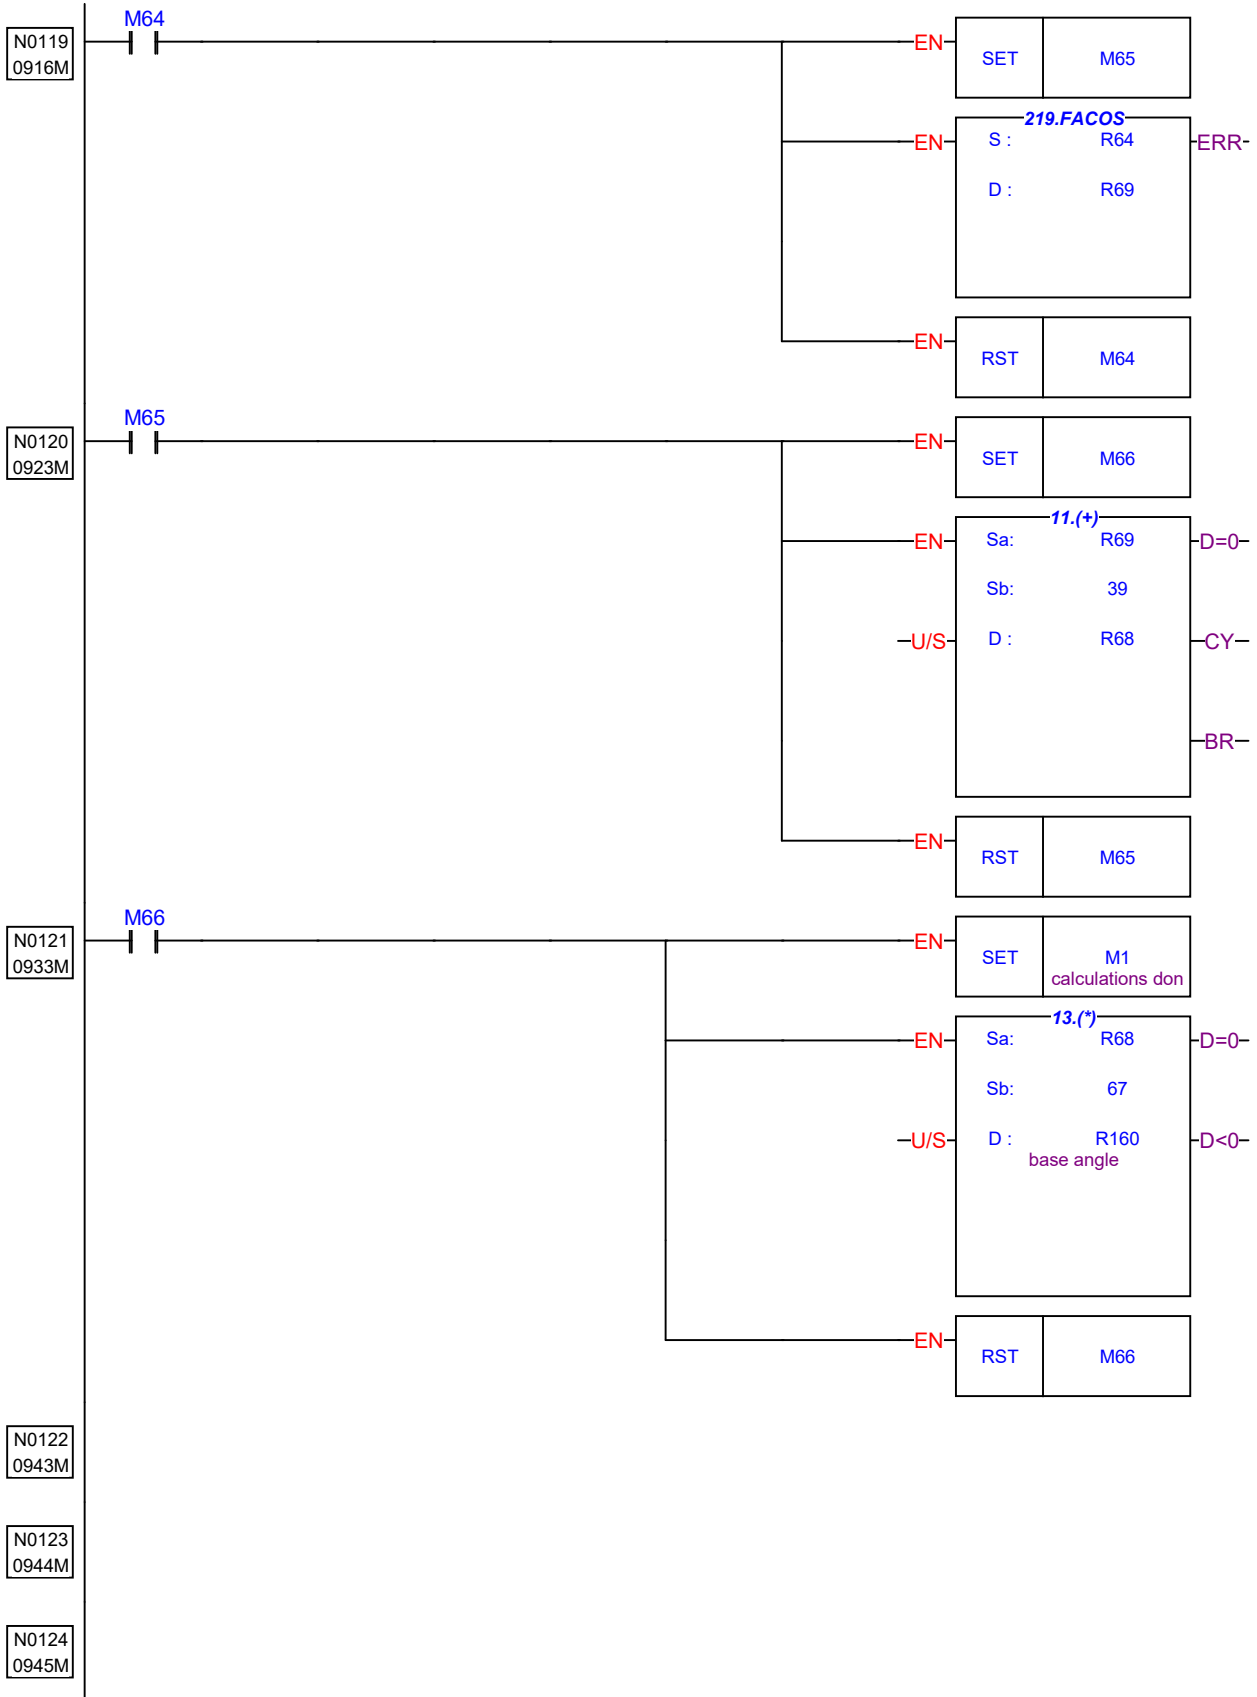 M64
N0119
0916M
EN
SET M65
219.FACOS
EN S : R64 ERR
D : R69
EN
RST M64
M65
N0120
0923M
EN
SET M66
11.(+)
EN Sa: R69 D=0
Sb: 39
U/S D : R68 CY
BR
EN
RST M65
M66
N0121
0933M
EN
SET M1
calculations don
13.(*)
EN Sa: R68 D=0
Sb: 67
U/S D : R160 D<0
base angle
EN
RST M66
N0122
0943M
N0123
0944M
N0124
0945M